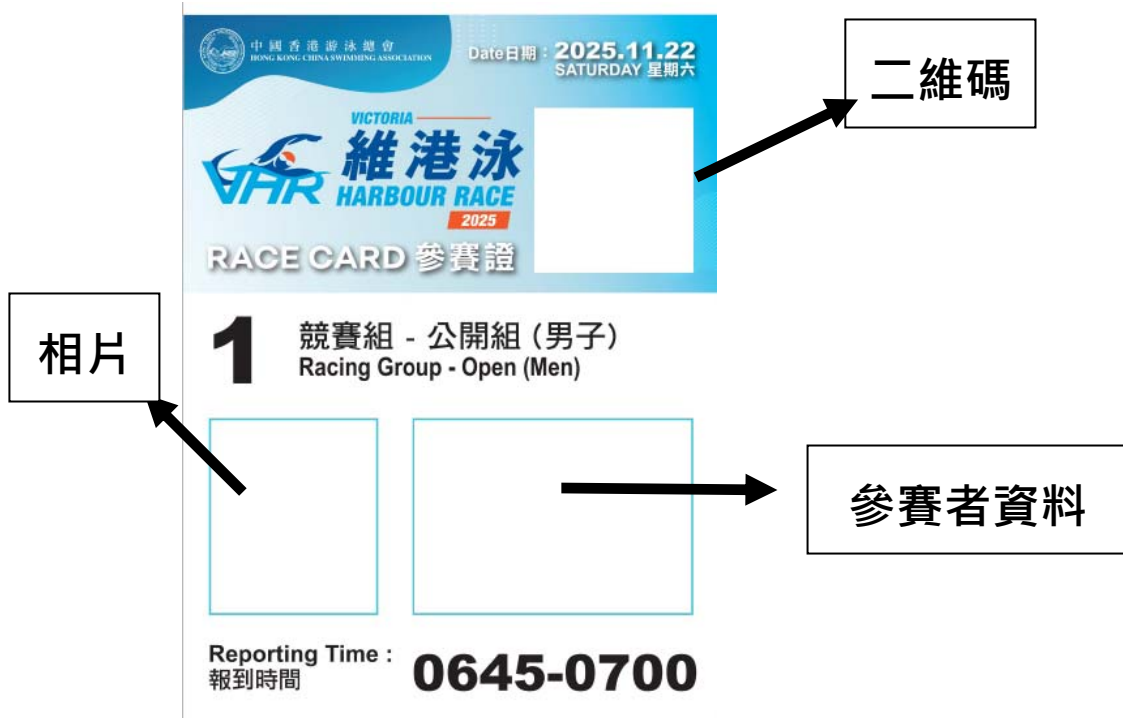 中國香港游泳總會
HONG KONG CHINA SWIMMING ASSOCIATION
Date日期：2025.11.22
SATURDAY 星期六
二維碼
VICTORIA
維港泳
VHR
HARBOUR RACE
2025
RACE CARD 參賽證
相片
1
競賽組 - 公開組（男子）
Racing Group - Open (Men)
參賽者資料
Reporting Time :
報到時間
0645-0700